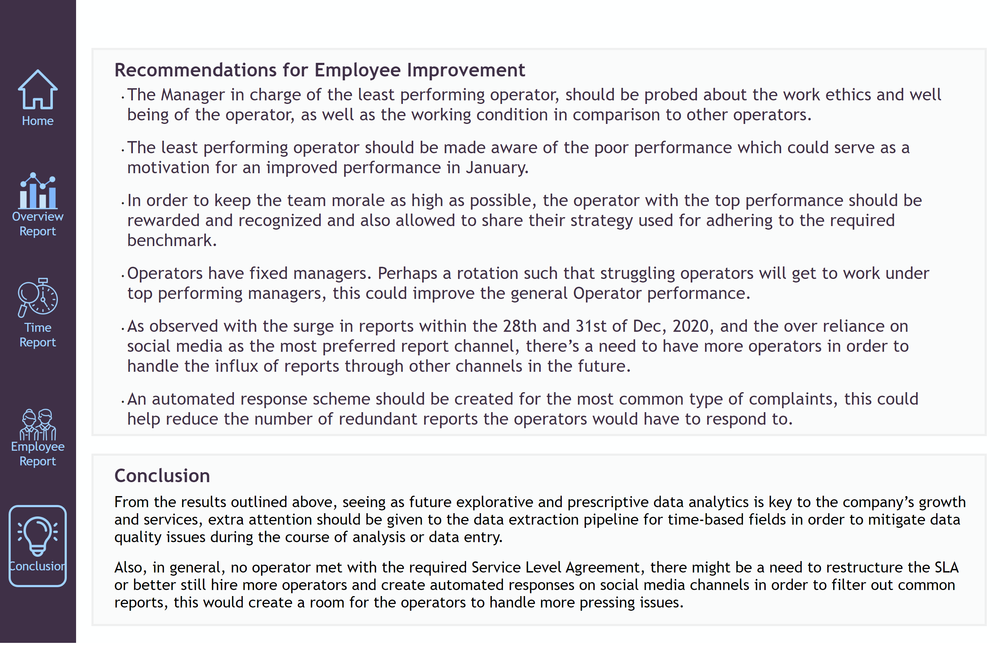 Home
Overview
Report
Time
Report
Employee
Report
Conclusion
Recommendations for Employee Improvement
· The Manager in charge of the least performing operator, should be probed about the work ethics and well
being of the operator, as well as the working condition in comparison to other operators.
· The least performing operator should be made aware of the poor performance which could serve as a
motivation for an improved performance in January.
· In order to keep the team morale as high as possible, the operator with the top performance should be
rewarded and recognized and also allowed to share their strategy used for adhering to the required
benchmark.
· Operators have fixed managers. Perhaps a rotation such that struggling operators will get to work under
top performing managers, this could improve the general Operator performance.
· As observed with the surge in reports within the 28th and 31st of Dec, 2020, and the over reliance on
social media as the most preferred report channel, there’s a need to have more operators in order to
handle the influx of reports through other channels in the future.
· An automated response scheme should be created for the most common type of complaints, this could
help reduce the number of redundant reports the operators would have to respond to.
Conclusion
From the results outlined above, seeing as future explorative and prescriptive data analytics is key to the company’s growth
and services, extra attention should be given to the data extraction pipeline for time-based fields in order to mitigate data
quality issues during the course of analysis or data entry.
Also, in general, no operator met with the required Service Level Agreement, there might be a need to restructure the SLA
or better still hire more operators and create automated responses on social media channels in order to filter out common
reports, this would create a room for the operators to handle more pressing issues.